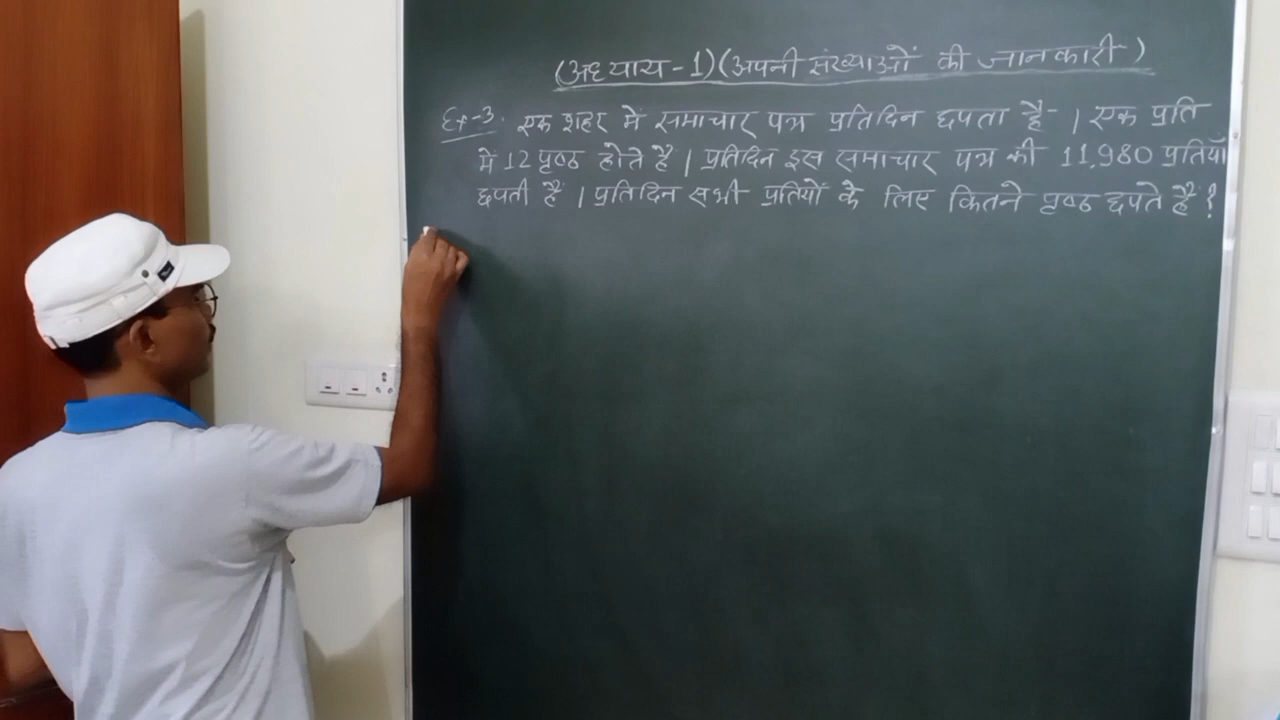 (अध्याय-1)(अपनी संख्याओं की जानकारी)
Ex-3. एक शहर में समाचार पत्र प्रतिदिन छपता है- | एक प्रति
में 12 पृष्ठ होते है | प्रतिदिन इस समाचार पत्र की 11,980 प्रतियाँ
छपती हैं | प्रतिदिन सभी प्रतियों के लिए कितने पृष्ठ छपते हैं ?